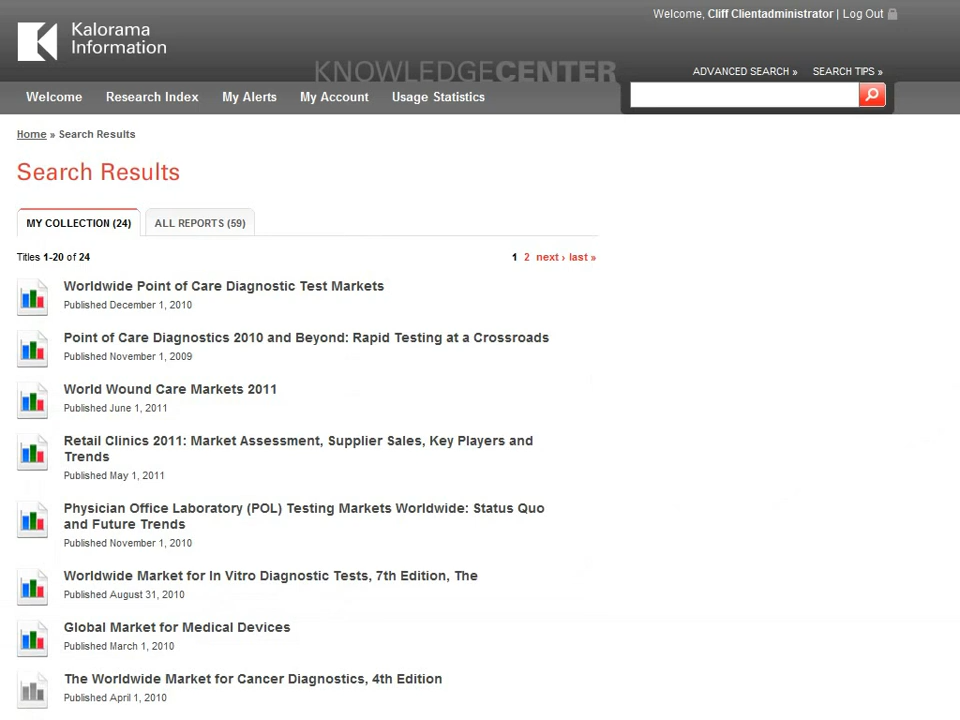 Kalorama
Information
Welcome, Cliff Clientadministrator | Log Out
KNOWLEDGECENTER
ADVANCED SEARCH »
SEARCH TIPS »
Welcome
Research Index
My Alerts
My Account
Usage Statistics
Home » Search Results
Search Results
MY COLLECTION (24)
ALL REPORTS (59)
Titles 1-20 of 24
1 2 next › last »
Worldwide Point of Care Diagnostic Test Markets
Published December 1, 2010
Point of Care Diagnostics 2010 and Beyond: Rapid Testing at a Crossroads
Published November 1, 2009
World Wound Care Markets 2011
Published June 1, 2011
Retail Clinics 2011: Market Assessment, Supplier Sales, Key Players and
Trends
Published May 1, 2011
Physician Office Laboratory (POL) Testing Markets Worldwide: Status Quo
and Future Trends
Published November 1, 2010
Worldwide Market for In Vitro Diagnostic Tests, 7th Edition, The
Published August 31, 2010
Global Market for Medical Devices
Published March 1, 2010
The Worldwide Market for Cancer Diagnostics, 4th Edition
Published April 1, 2010